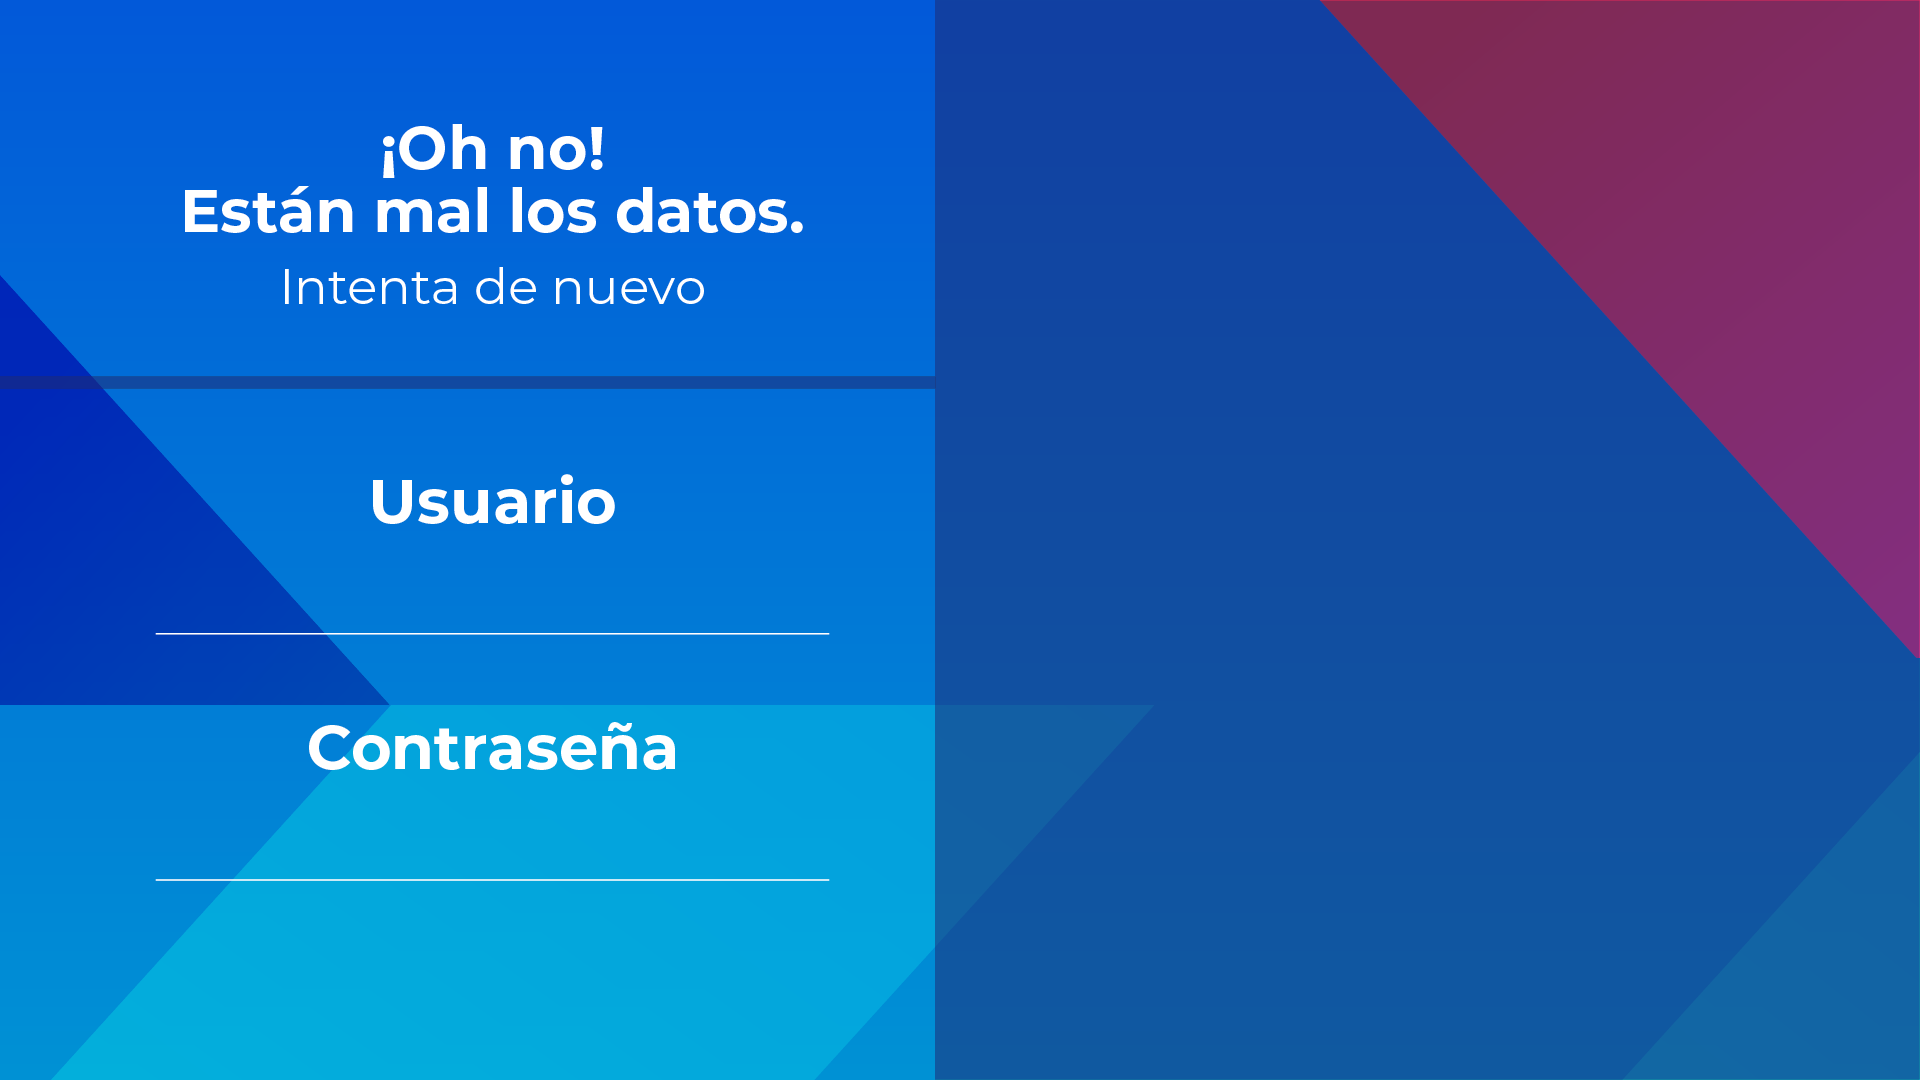 ¡Oh no!
Están mal los datos.
Intenta de nuevo
Usuario
Contraseña